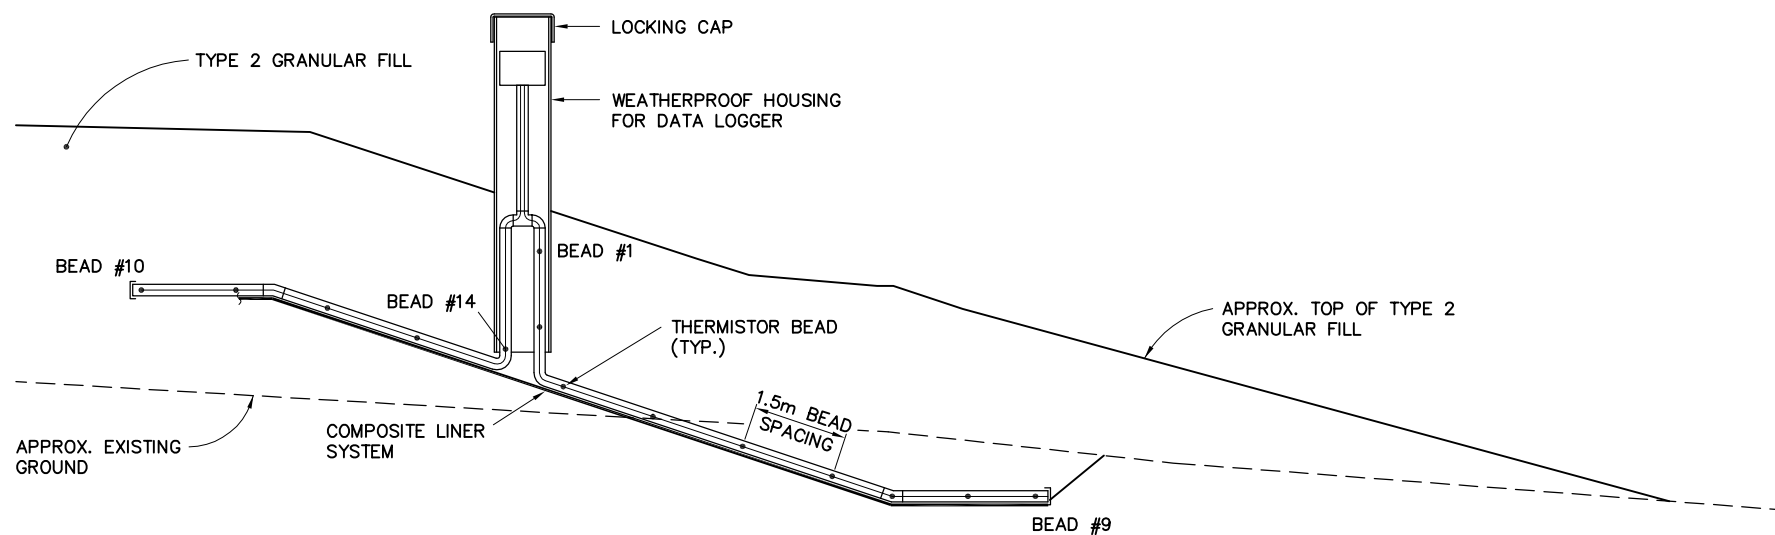 LOCKING CAP
TYPE 2 GRANULAR FILL
WEATHERPROOF HOUSING
FOR DATA LOGGER
BEAD #1
BEAD #10
BEAD #14
APPROX. TOP OF TYPE 2
GRANULAR FILL
THERMISTOR BEAD
(TYP.)
1.5m BEAD
SPACING
COMPOSITE LINER
SYSTEM
APPROX. EXISTING
GROUND
BEAD #9